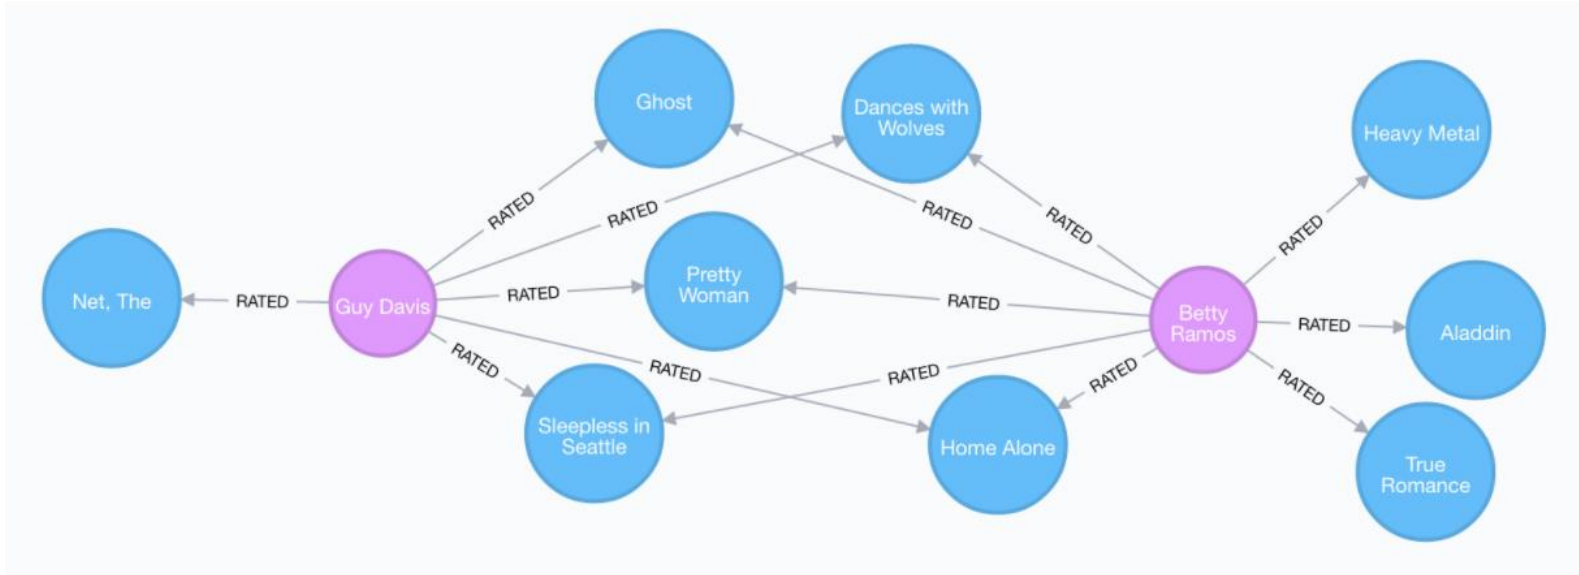 Ghost
Dances with
Wolves
Heavy Metal
RATED
RATED
RATED
RATED
RATED
Net, The
RATED
Guy Davis
RATED
Pretty
Woman
RATED
Betty
Ramos
RATED
Aladdin
RATED
RATED
RATED
RATED
RATED
Sleepless in
Seattle
Home Alone
True
Romance